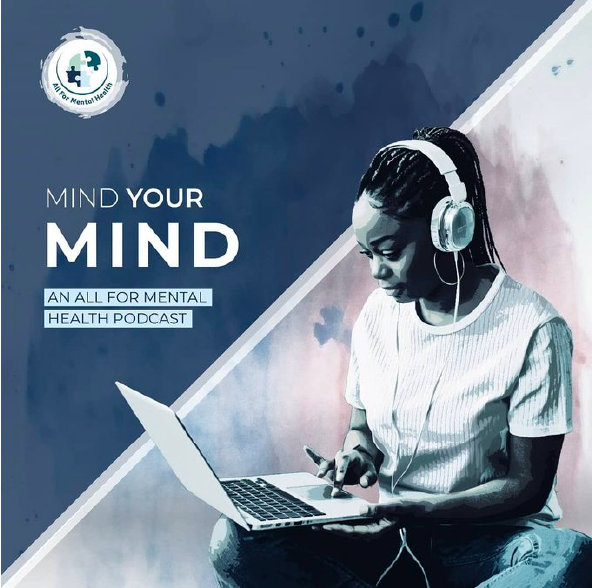 All For Mental Health
MIND YOUR
MIND
AN ALL FOR MENTAL
HEALTH PODCAST